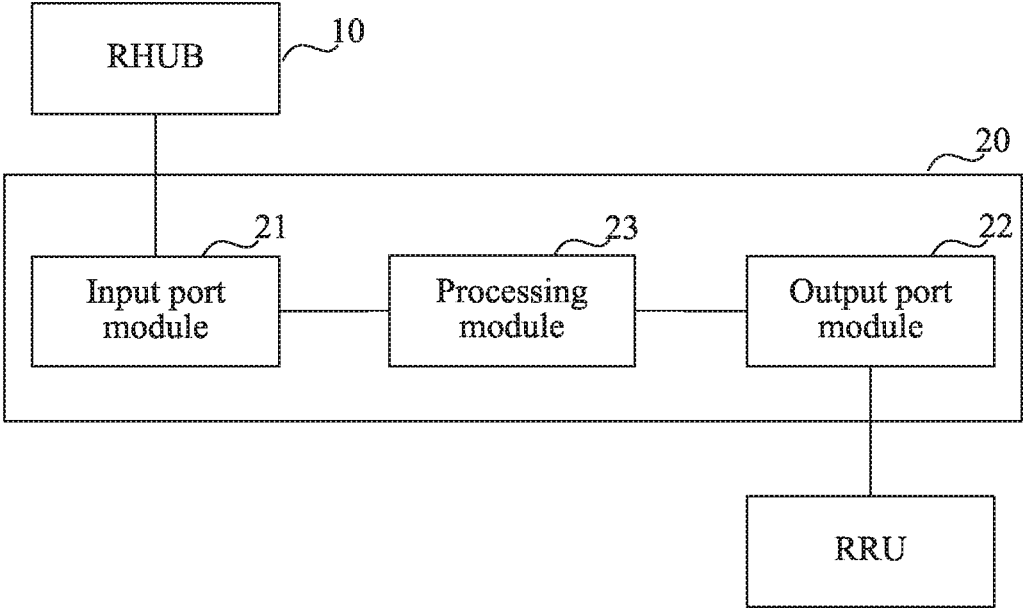 RHUB
10
20
21
Input port
module
23
Processing
module
22
Output port
module
RRU